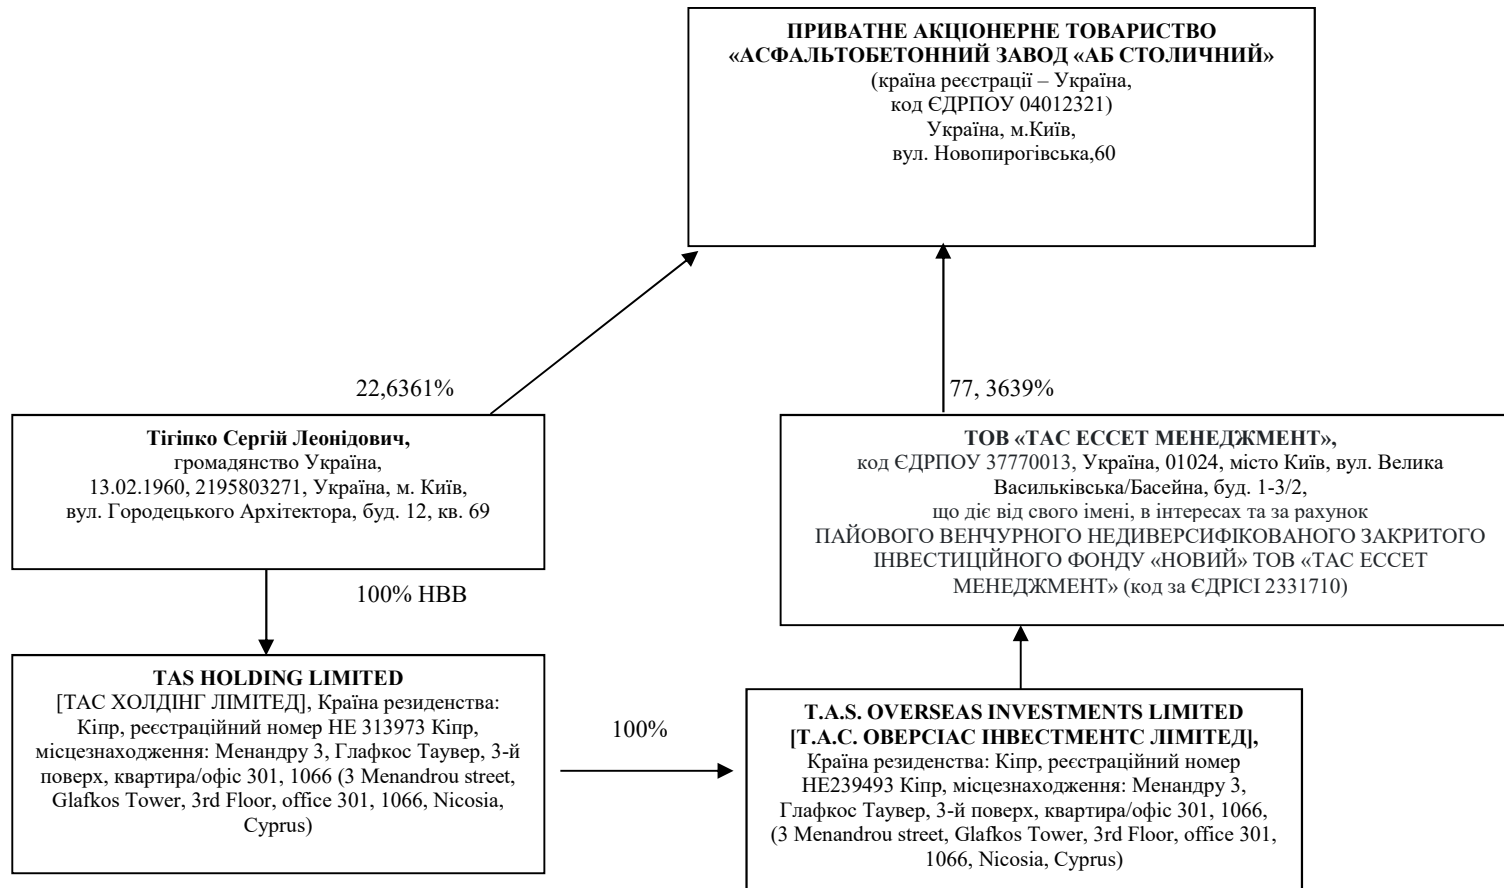 ПРИВАТНЕ АКЦІОНЕРНЕ ТОВАРИСТВО
«АСФАЛЬТОБЕТОННИЙ ЗАВОД «АБ СТОЛИЧНИЙ»
(країна реєстрації – Україна,
код ЄДРПОУ 04012321)
Україна, м.Київ,
вул. Новопирогівська,60
22,6361%
77, 3639%
Тігіпко Сергій Леонідович,
громадянство Україна,
13.02.1960, 2195803271, Україна, м. Київ,
вул. Городецького Архітектора, буд. 12, кв. 69
ТОВ «ТАС ЕССЕТ МЕНЕДЖМЕНТ»,
код ЄДРПОУ 37770013, Україна, 01024, місто Київ, вул. Велика
Васильківська/Басейна, буд. 1-3/2,
що діє від свого імені, в інтересах та за рахунок
ПАЙОВОГО ВЕНЧУРНОГО НЕДИВЕРСИФІКОВАНОГО ЗАКРИТОГО
ІНВЕСТИЦІЙНОГО ФОНДУ «НОВИЙ» ТОВ «ТАС ЕССЕТ
МЕНЕДЖМЕНТ» (код за ЄДРІСІ 2331710)
100% НВВ
TAS HOLDING LIMITED
[ТАС ХОЛДІНГ ЛІМІТЕД], Країна резиденства:
Кіпр, реєстраційний номер НЕ 313973 Кіпр,
місцезнаходження: Менандру 3, Глафкос Таувер, 3-й
поверх, квартира/офіс 301, 1066 (3 Menandrou street,
Glafkos Tower, 3rd Floor, office 301, 1066, Nicosia,
Cyprus)
100%
T.A.S. OVERSEAS INVESTMENTS LIMITED
[Т.А.С. ОВЕРСІАС ІНВЕСТМЕНТС ЛІМІТЕД],
Країна резиденства: Кіпр, реєстраційний номер
НЕ239493 Кіпр, місцезнаходження: Менандру 3,
Глафкос Таувер, 3-й поверх, квартира/офіс 301, 1066,
(3 Menandrou street, Glafkos Tower, 3rd Floor, office 301,
1066, Nicosia, Cyprus)